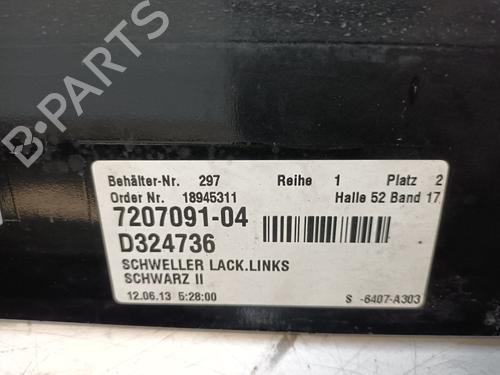 B-PARTS
Behälter-Nr. 297 Reihe 1 Platz 2
Order Nr. 18945311 Halle 52 Band 17
7207091-04
D324736
SCHWELLER LACK.LINKS
SCHWARZ II
12.06.13 5:28:00 S -6407-A303